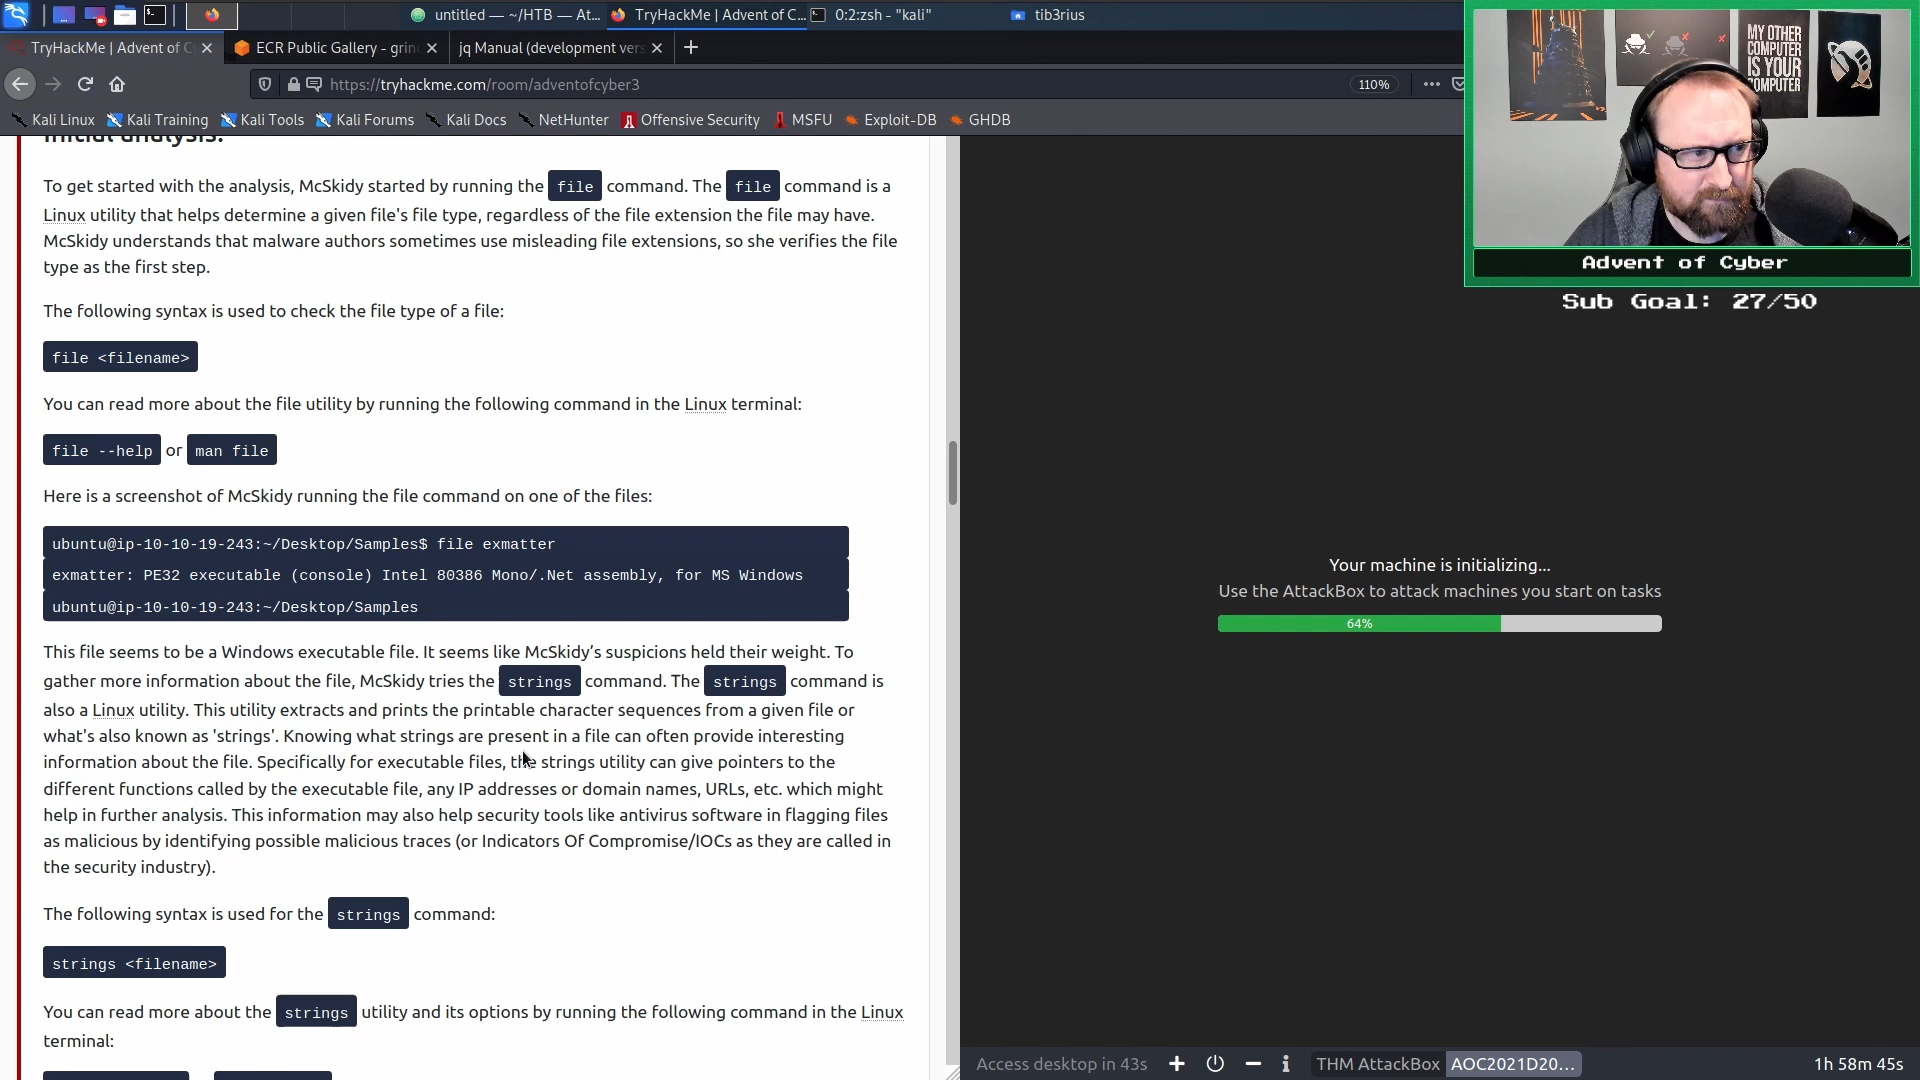 untitled — ~/HTB — At...
TryHackMe | Advent of C...
0:2:zsh - "kali"
tib3rius
TryHackMe | Advent of C
ECR Public Gallery - grin
jq Manual (development vers
https://tryhackme.com/room/adventofcyber3
110%
Kali Linux
Kali Training
Kali Tools
Kali Forums
Kali Docs
NetHunter
Offensive Security
MSFU
Exploit-DB
GHDB
Initial analysis:
To get started with the analysis, McSkidy started by running the file command. The file command is a
Linux utility that helps determine a given file's file type, regardless of the file extension the file may have.
McSkidy understands that malware authors sometimes use misleading file extensions, so she verifies the file
type as the first step.
The following syntax is used to check the file type of a file:
file <filename>
You can read more about the file utility by running the following command in the Linux terminal:
file --help or man file
Here is a screenshot of McSkidy running the file command on one of the files:
ubuntu@ip-10-10-19-243:~/Desktop/Samples$ file exmatter
exmatter: PE32 executable (console) Intel 80386 Mono/.Net assembly, for MS Windows
ubuntu@ip-10-10-19-243:~/Desktop/Samples
This file seems to be a Windows executable file. It seems like McSkidy’s suspicions held their weight. To
gather more information about the file, McSkidy tries the strings command. The strings command is
also a Linux utility. This utility extracts and prints the printable character sequences from a given file or
what's also known as 'strings'. Knowing what strings are present in a file can often provide interesting
information about the file. Specifically for executable files, the strings utility can give pointers to the
different functions called by the executable file, any IP addresses or domain names, URLs, etc. which might
help in further analysis. This information may also help security tools like antivirus software in flagging files
as malicious by identifying possible malicious traces (or Indicators Of Compromise/IOCs as they are called in
the security industry).
The following syntax is used for the strings command:
strings <filename>
You can read more about the strings utility and its options by running the following command in the Linux
terminal:
MY OTHER
COMPUTER
IS YOUR
COMPUTER
Advent of Cyber
Sub Goal: 27/50
Your machine is initializing...
Use the AttackBox to attack machines you start on tasks
64%
Access desktop in 43s
THM AttackBox
AOC2021D20...
1h 58m 45s